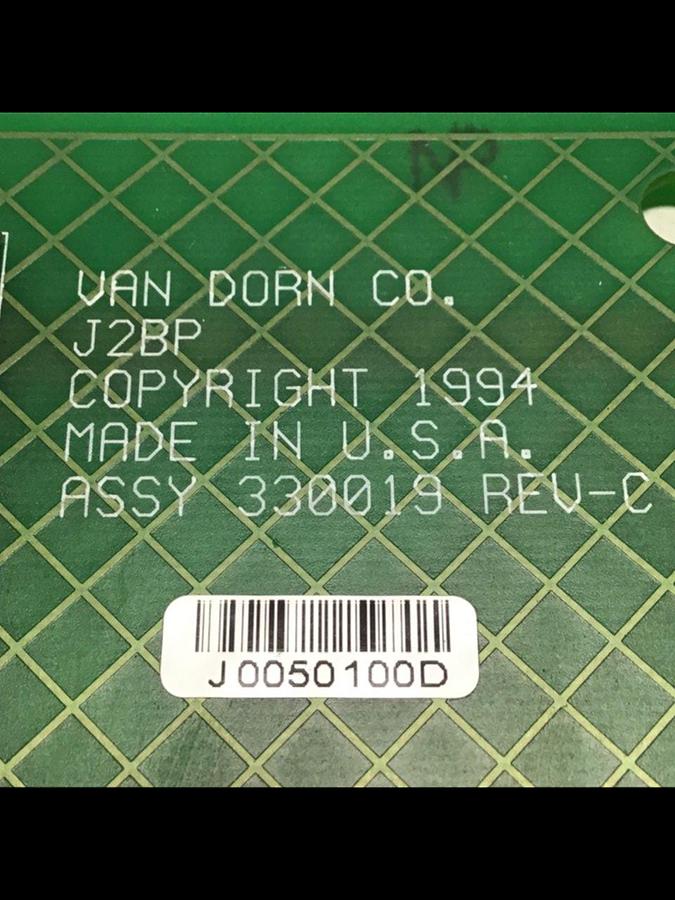 VAN DORN CO.
J2BP
COPYRIGHT 1994
MADE IN U.S.A.
ASSY 330019 REV-C
J0050100D